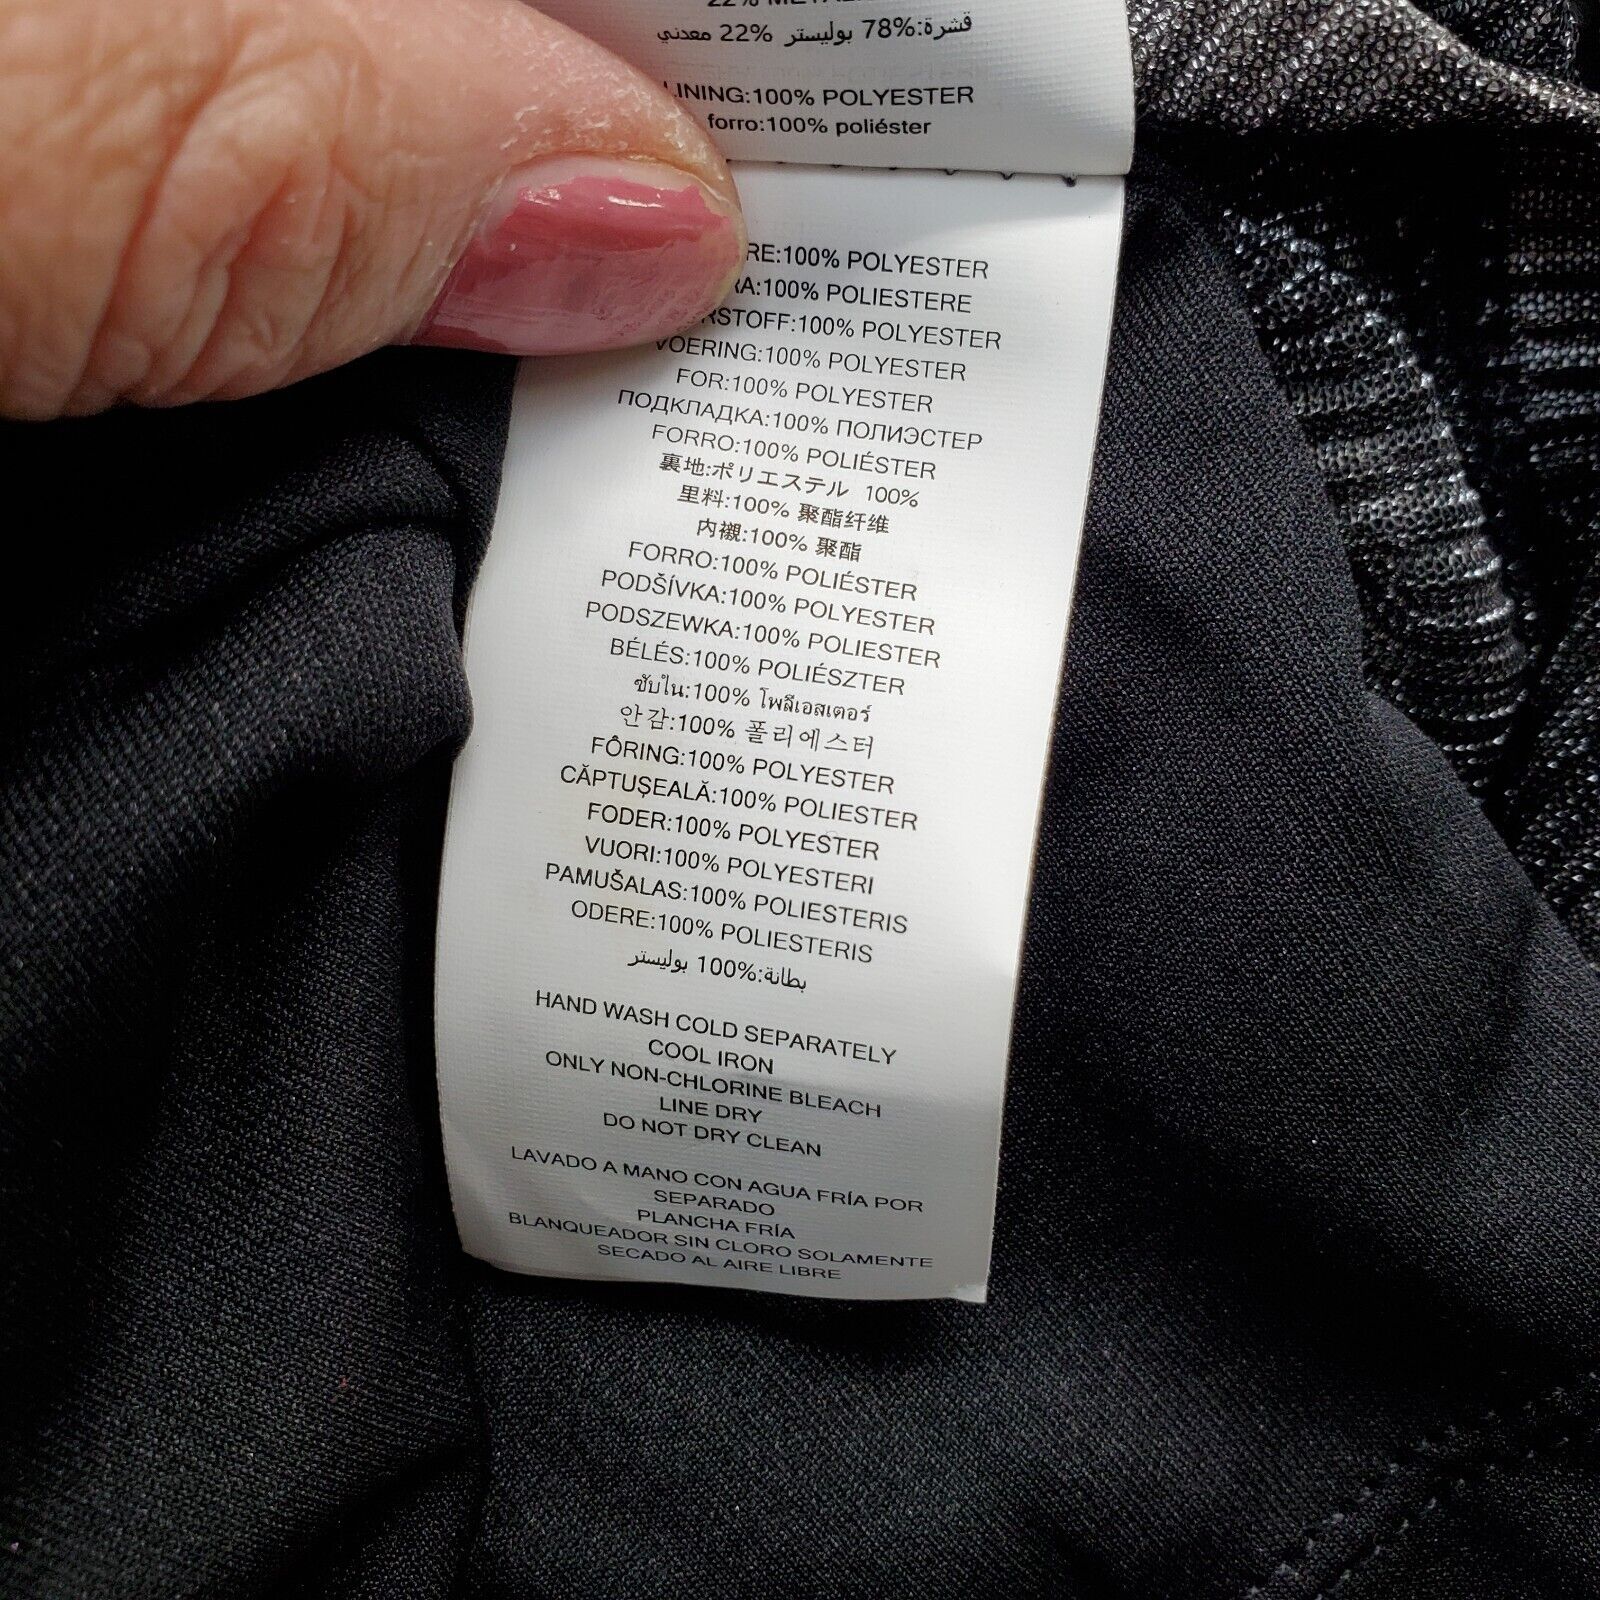 22%
قشرة:78% بوليستر 22% معدني
LINING:100% POLYESTER
forro:100% poliéster
RE:100% POLYESTER
RA:100% POLIESTERE
RSTOFF:100% POLYESTER
VOERING:100% POLYESTER
FOR:100% POLYESTER
ПОДКЛАДКА:100% ПОЛИЭСТЕР
FORRO:100% POLIÉSTER
裏地:ポリエステル 100%
里料:100% 聚酯纤维
内襯:100% 聚酯
FORRO:100% POLIÉSTER
PODŠÍVKA:100% POLYESTER
PODSZEWKA:100% POLIESTER
BÉLÉS:100% POLIÉSZTER
ซับใน:100% โพลีเอสเตอร์
안감:100% 폴리에스터
FÔRING:100% POLYESTER
CĂPTUŞEALĂ:100% POLIESTER
FODER:100% POLYESTER
VUORI:100% POLYESTERI
PAMUŠALAS:100% POLIESTERIS
ODERE:100% POLIESTERIS
بطانة:100% بوليستر
HAND WASH COLD SEPARATELY
COOL IRON
ONLY NON-CHLORINE BLEACH
LINE DRY
DO NOT DRY CLEAN
LAVADO A MANO CON AGUA FRÍA POR
SEPARADO
PLANCHA FRÍA
BLANQUEADOR SIN CLORO SOLAMENTE
SECADO AL AIRE LIBRE